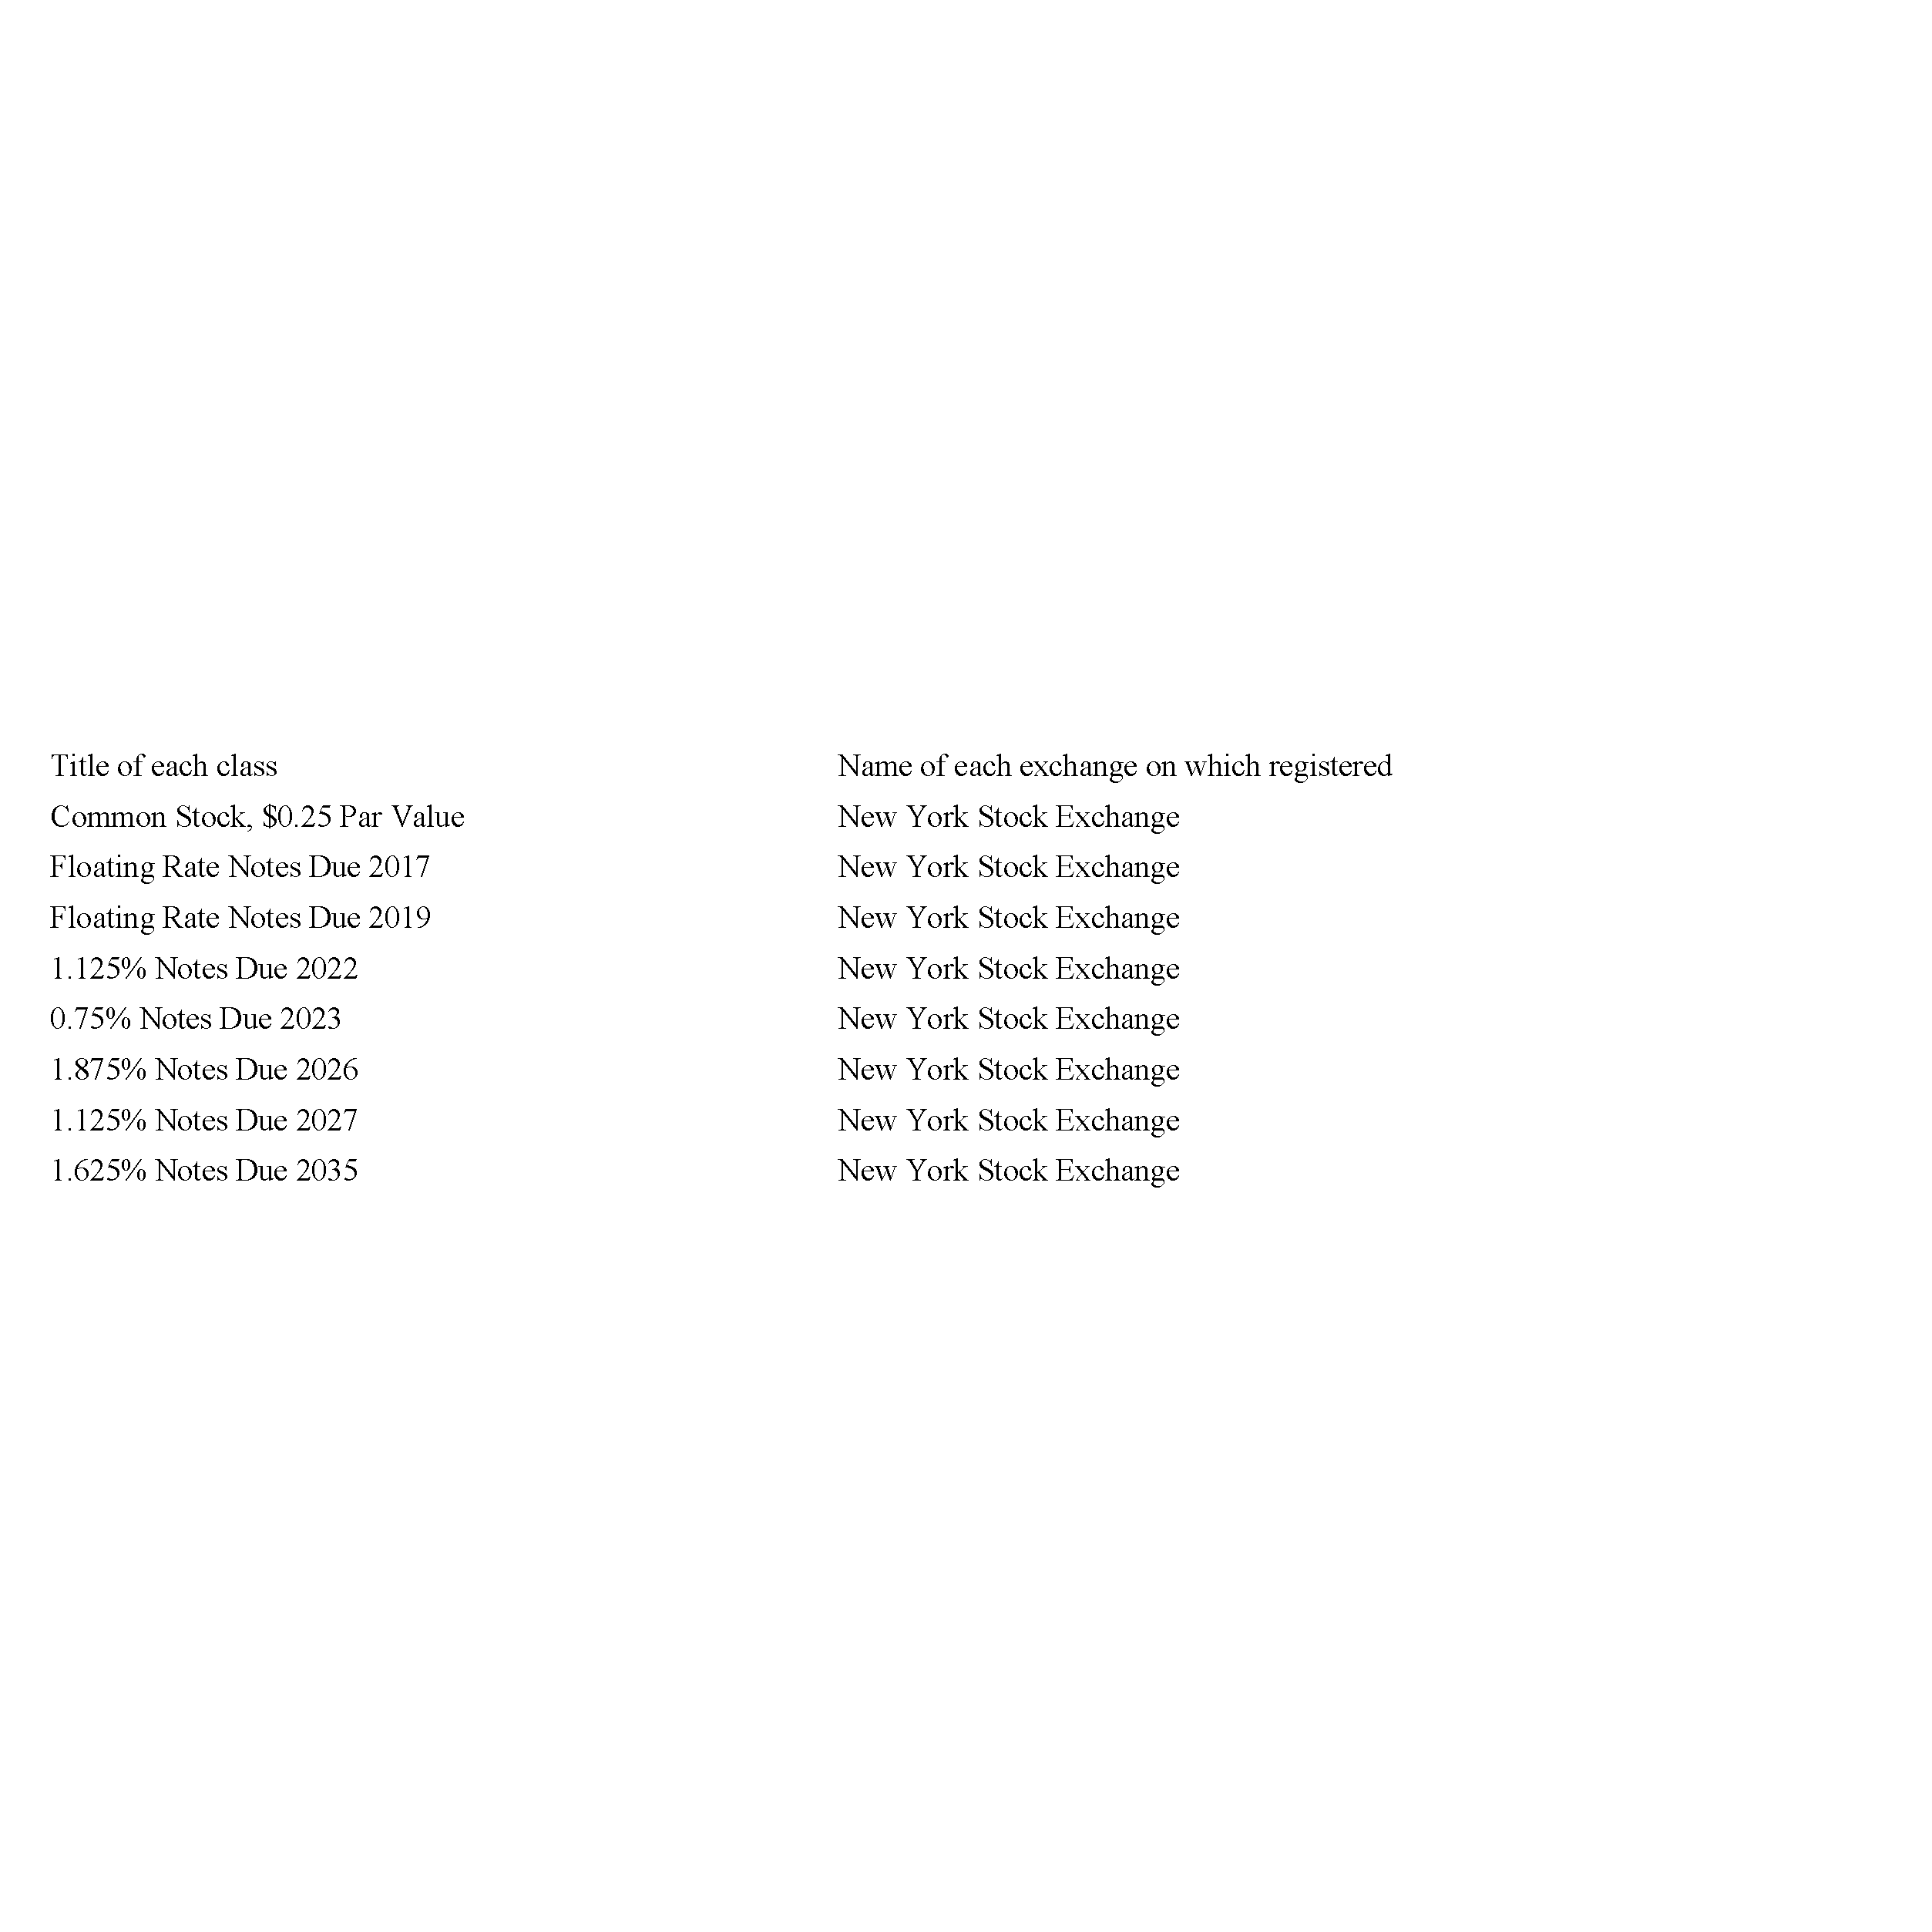 Title of each class Name of each exchange on which registered
Common Stock, $0.25 Par Value New York Stock Exchange
Floating Rate Notes Due 2017 New York Stock Exchange
Floating Rate Notes Due 2019 New York Stock Exchange
1.125% Notes Due 2022 New York Stock Exchange
0.75% Notes Due 2023 New York Stock Exchange
1.875% Notes Due 2026 New York Stock Exchange
1.125% Notes Due 2027 New York Stock Exchange
1.625% Notes Due 2035 New York Stock Exchange